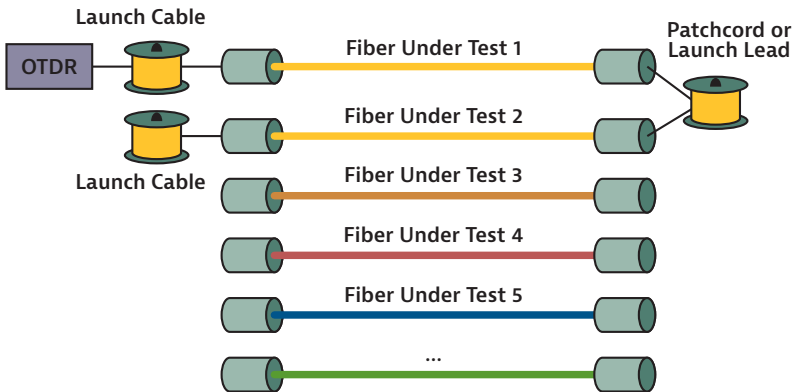 Launch Cable
OTDR
Fiber Under Test 1
Patchcord or
Launch Lead
Fiber Under Test 2
Launch Cable
Fiber Under Test 3
Fiber Under Test 4
Fiber Under Test 5
...